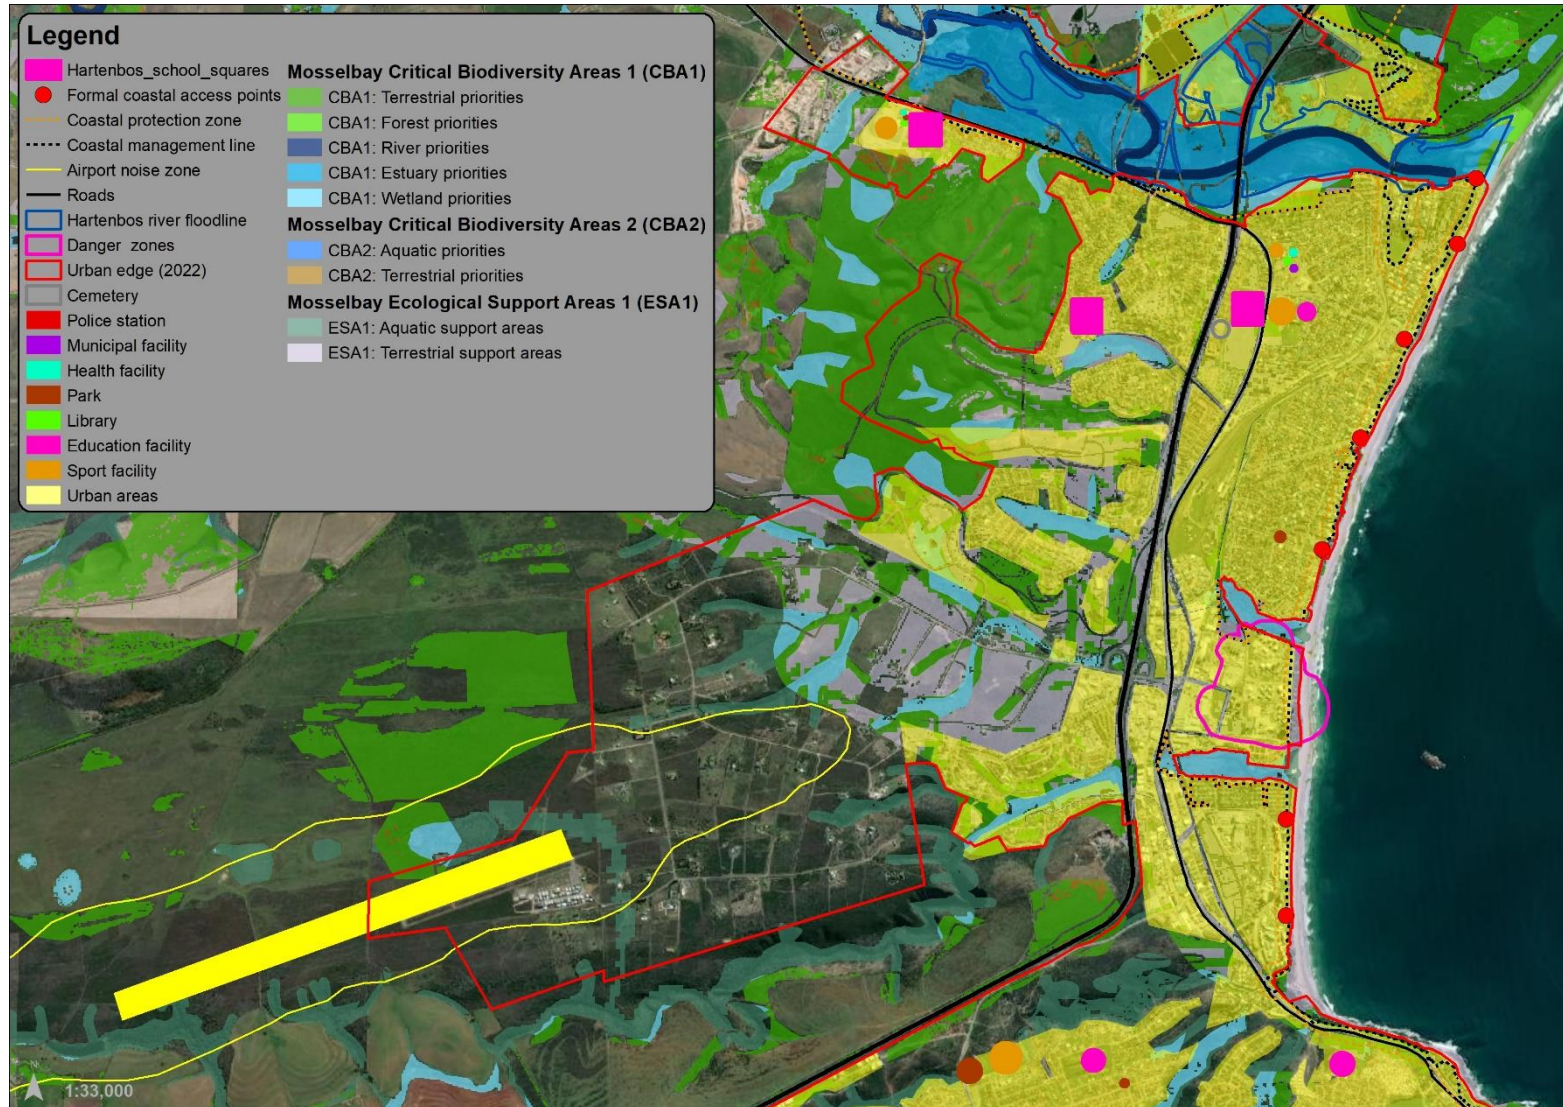 Legend
Hartenbos_school_squares
Formal coastal access points
Coastal protection zone
Coastal management line
Airport noise zone
Roads
Hartenbos river floodline
Danger_zones
Urban edge (2022)
Cemetery
Police station
Municipal facility
Health facility
Park
Library
Education facility
Sport facility
Urban areas
Mosselbay Critical Biodiversity Areas 1 (CBA1)
CBA1: Terrestrial priorities
CBA1: Forest priorities
CBA1: River priorities
CBA1: Estuary priorities
CBA1: Wetland priorities
Mosselbay Critical Biodiversity Areas 2 (CBA2)
CBA2: Aquatic priorities
CBA2: Terrestrial priorities
Mosselbay Ecological Support Areas 1 (ESA1)
ESA1: Aquatic support areas
ESA1: Terrestrial support areas
N
1:33,000